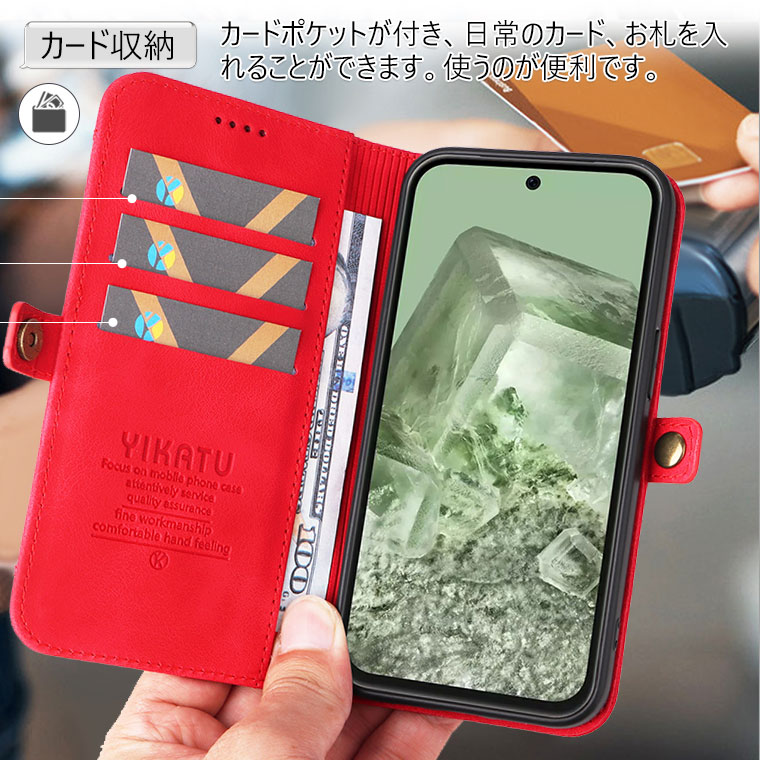 カード収納
カードポケットが付き、日常のカード、お札を入
れることができます。使うのが便利です。
YIKATU
Focus on mobile phone case
attentively service
quality assurance
fine workmanship
comfortable hand feeling
K
100